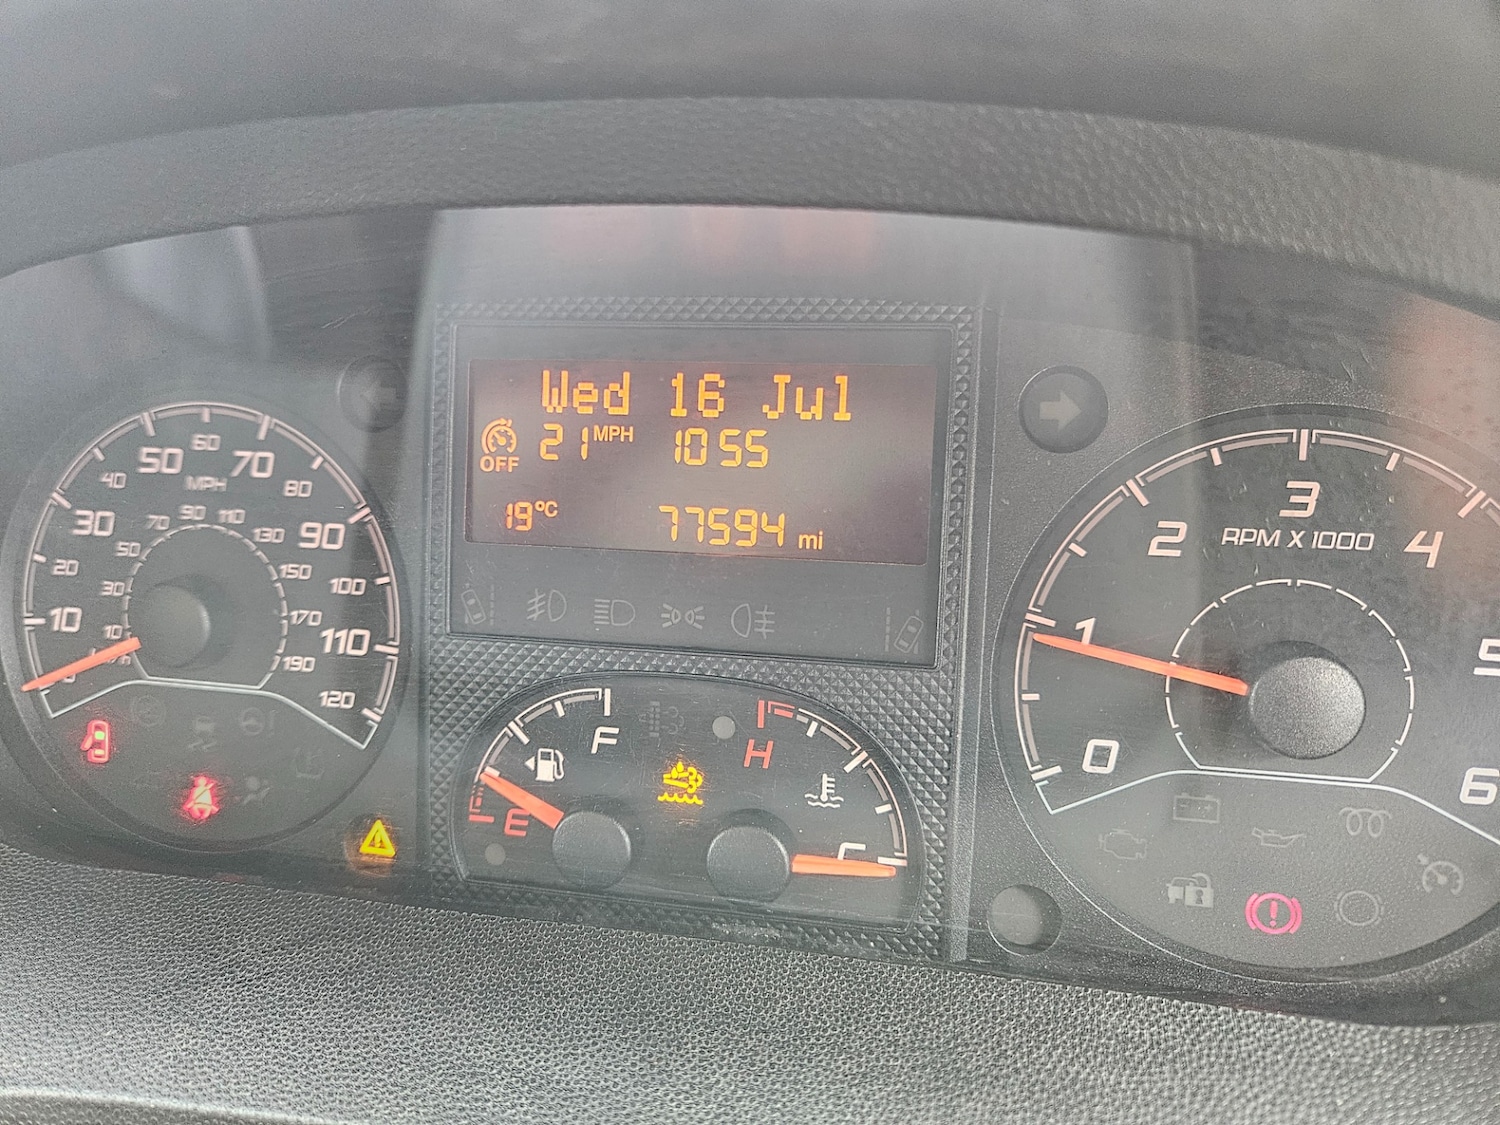 Wed 16 Jul
OFF 21 MPH 10 55
19°C 77594 mi
10 20 30 40 50 60 70 80 90 100 110 120
MPH
10 30 50 70 90 110 130 150 170 190
F
E
H
C
0 1 2 3 4 5 6
RPM X 1000